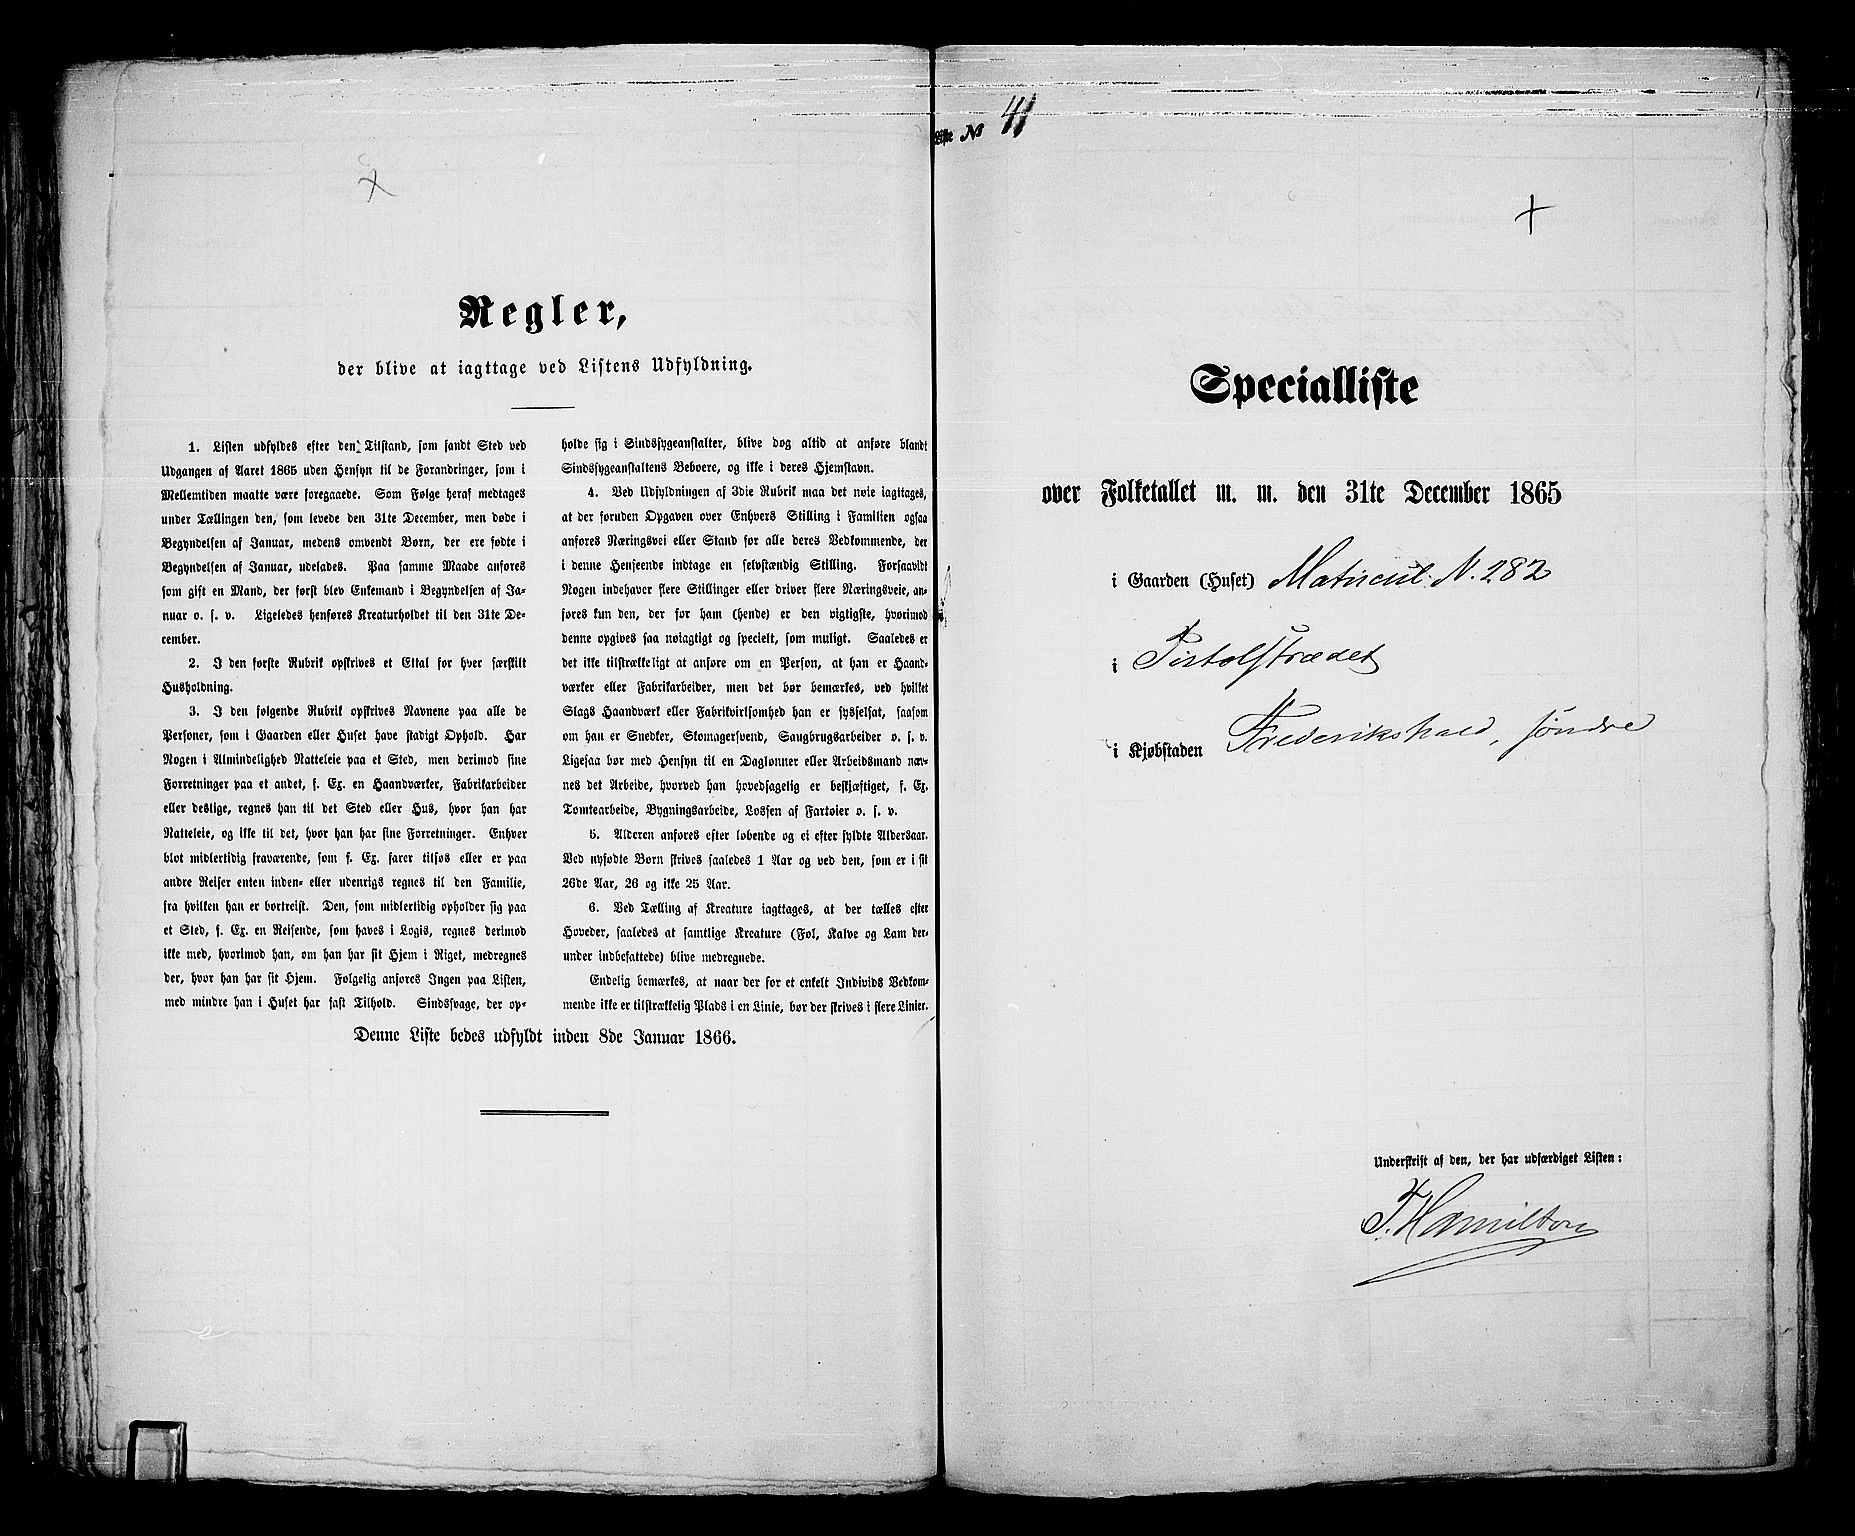 Regler,
der blive at iagttage ved Listens Udfyldning.
1. Listen udfyldes efter den Tilstand, som fandt Sted ved
Udgangen af Aaret 1865 uden Hensyn til de Forandringer, som i
Mellemtiden maatte være foregaaede. Som Følge heraf medtages
under Tællingen den, som levede den 31te December, men døde i
Begyndelsen af Januar, medens omvendt Børn, der ere fødte i
Begyndelsen af Januar, udelades. Paa samme Maade anføres
som gift en Mand, der først blev Enkemand i Begyndelsen af Ja-
nuar o. s. v. Ligeledes henføres Kreaturholdet til den 31te De-
cember.
2. I den første Rubrik opskrives et Ettal for hver særskilt
Husholdning.
3. I den følgende Rubrik opskrives Navnene paa alle de
Personer, som i Gaarden eller Huset have stadigt Ophold. Har
Nogen i Almindelighed Natteleie paa et Sted, men derimod sine
Forretninger paa et andet, f. Ex. en Haandværker, Fabrikarbeider
eller deslige, regnes han til det Sted eller Hus, hvor han har
Natteleie, og ikke til det, hvor han har sine Forretninger. Enhver
blot midlertidig fraværende, som f. Ex. farer tilsøs eller er paa
andre Reiser enten inden- eller udenrigs regnes til den Familie,
fra hvilken han er bortreist. Den, som midlertidig opholder sig paa
et Sted, f. Ex. en Reisende, som haves i Logis, regnes derimod
ikke med, hvorimod han, om han har sit Hjem i Riget, medregnes
der, hvor han har sit Hjem. Følgelig anføres Ingen paa Listen,
med mindre han i Huset har fast Tilhold. Sindssvage, der op-
holde sig i Sindssygeanstalter, blive dog altid at anføre blandt
Sindssygeanstaltens Beboere, og ikke i deres Hjemstavn.
4. Ved Udfyldningen af 3die Rubrik maa det nøie iagttages,
at der foruden Opgaven over Enhvers Stilling i Familien ogsaa
anføres Næringsvei eller Stand for alle deres Vedkommende, der
i denne Henseende indtage en selvstændig Stilling. Forsaavidt
Nogen indehaver flere Stillinger eller driver flere Næringsveie, an-
føres kun den, der for ham (hende) er den vigtigste, hvorimod
denne opgives saa nøiagtigt og specielt, som muligt. Saaledes er
det ikke tilstrækkeligt at anføre om en Person, at han er Haand-
værker eller Fabrikarbeider, men det bør bemærkes, ved hvilket
Slags Haandværk eller Fabrikvirksomhed han er sysselsat, saasom
om han er Snedker, Skomagersvend, Saugbrugsarbeider o. s. v.
Ligesaa bør med Hensyn til en Daglønner eller Arbeidsmand næv-
nes det Arbeide, hvorved han hovedsagelig er beskjæftiget, f. Ex.
Tomtearbeide, Bygningsarbeide, Lossen af Fartøier o. s. v.
5. Alderen anføres efter løbende og ei efter fyldte Aldersaar.
Ved nyfødte Børn skrives saaledes 1 Aar og ved den, som er i sit
26de Aar, 26 og ikke 25 Aar.
6. Ved Tælling af Kreature iagttages, at der tælles efter
Hoveder, saaledes at samtlige Kreature (Føl, Kalve og Lam der-
under indbefattede) blive medregnede.
Endelig bemærkes, at naar der for et enkelt Individs Vedkom-
mende ikke er tilstrækkelig Plads i en Linie, bør der skrives i flere Linier.
Denne Liste bedes udfyldt inden 8de Januar 1866.
Liste № 41
Specialliste
over Folketallet m. m. den 31te December 1865
i Gaarden (Huset) Matricul: N. 282
i Pistolstrædet
i Kjøbstaden Frederikshald, søndre
Underskrift af den, der har udfærdiget Listen:
T. Hamilton